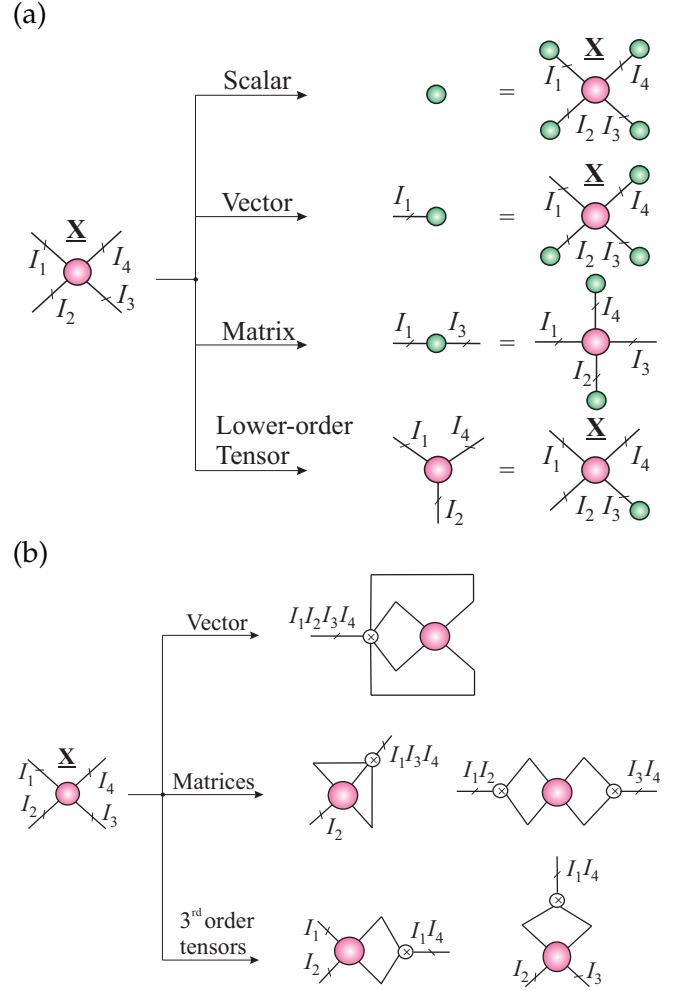 (a)
Scalar
=
X
I1
I4
I2
I3
Vector
I1
=
X
I1
I4
I2
I3
X
I1
I4
I2
I3
Matrix
I1
I3
=
I4
I1
I3
I2
Lower-order
Tensor
I1
I4
I2
=
X
I1
I4
I2
I3
(b)
Vector
I1I2I3I4
X
I1
I4
I2
I3
Matrices
I1I3I4
I2
I1I2
I3I4
3rd order
tensors
I1
I2
I1I4
I1I4
I2
I3